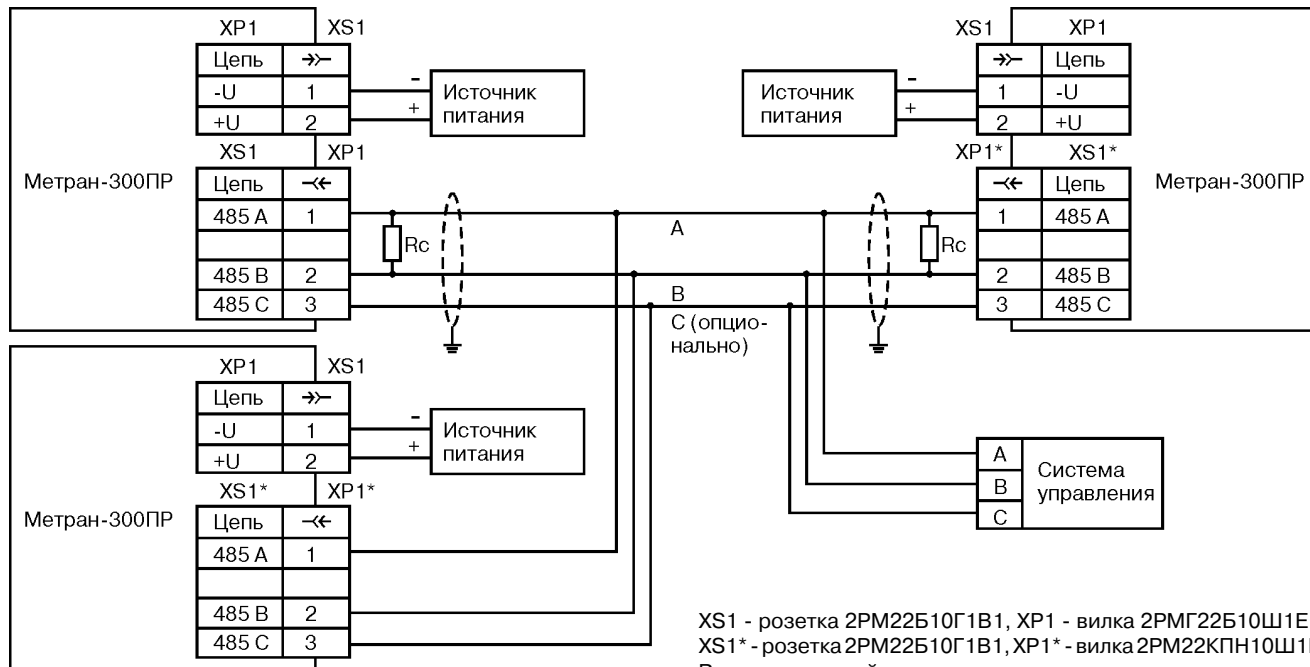 XP1 XS1
Цепь
-U 1
+U 2
-
+
Источник
питания
XS1 XP1
Метран-300ПР
Цепь
485 A 1
485 B 2
485 C 3
Rc
A
B
C (опцио-
нально)
XS1 XP1
Цепь
1 -U
2 +U
-
+
Источник
питания
XP1* XS1*
Метран-300ПР
Цепь
1 485 A
2 485 B
3 485 C
Rc
XP1 XS1
Цепь
-U 1
+U 2
-
+
Источник
питания
XS1* XP1*
Метран-300ПР
Цепь
485 A 1
485 B 2
485 C 3
A
B
C
Система
управления
XS1 - розетка 2РМ22Б10Г1В1, XP1 - вилка 2РМГ22Б10Ш1Е
XS1* - розетка 2РМ22Б10Г1В1, XP1* - вилка 2РМ22КПН10Ш1